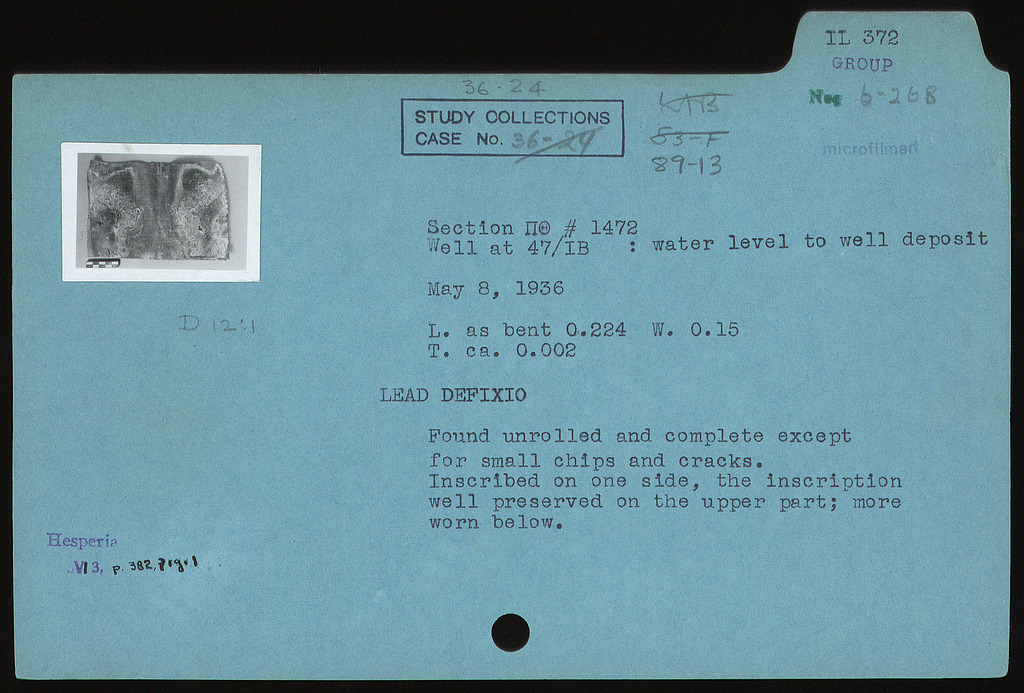 IL 372
GROUP
Neg 6-268
microfilmed
36-24
STUDY COLLECTIONS
CASE No. 36-24
KTB
83-F
89-13
Section ΠΘ # 1472
Well at 47/IB : water level to well deposit
May 8, 1936
L. as bent 0.224 W. 0.15
T. ca. 0.002
D 12:1
LEAD DEFIXIO
Found unrolled and complete except
for small chips and cracks.
Inscribed on one side, the inscription
well preserved on the upper part; more
worn below.
Hesperia
VI 3, p. 382, Fig. 1